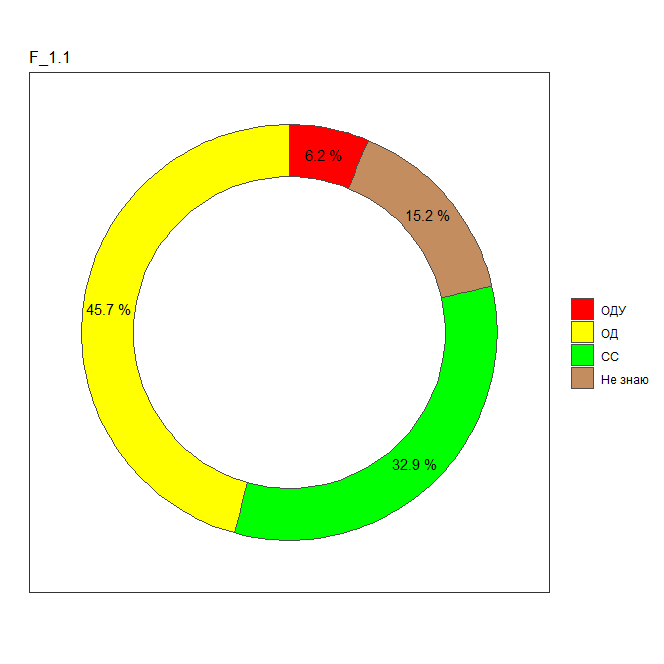 F_1.1
6.2 %
15.2 %
45.7 %
32.9 %
ОДУ
ОД
СС
Не знаю